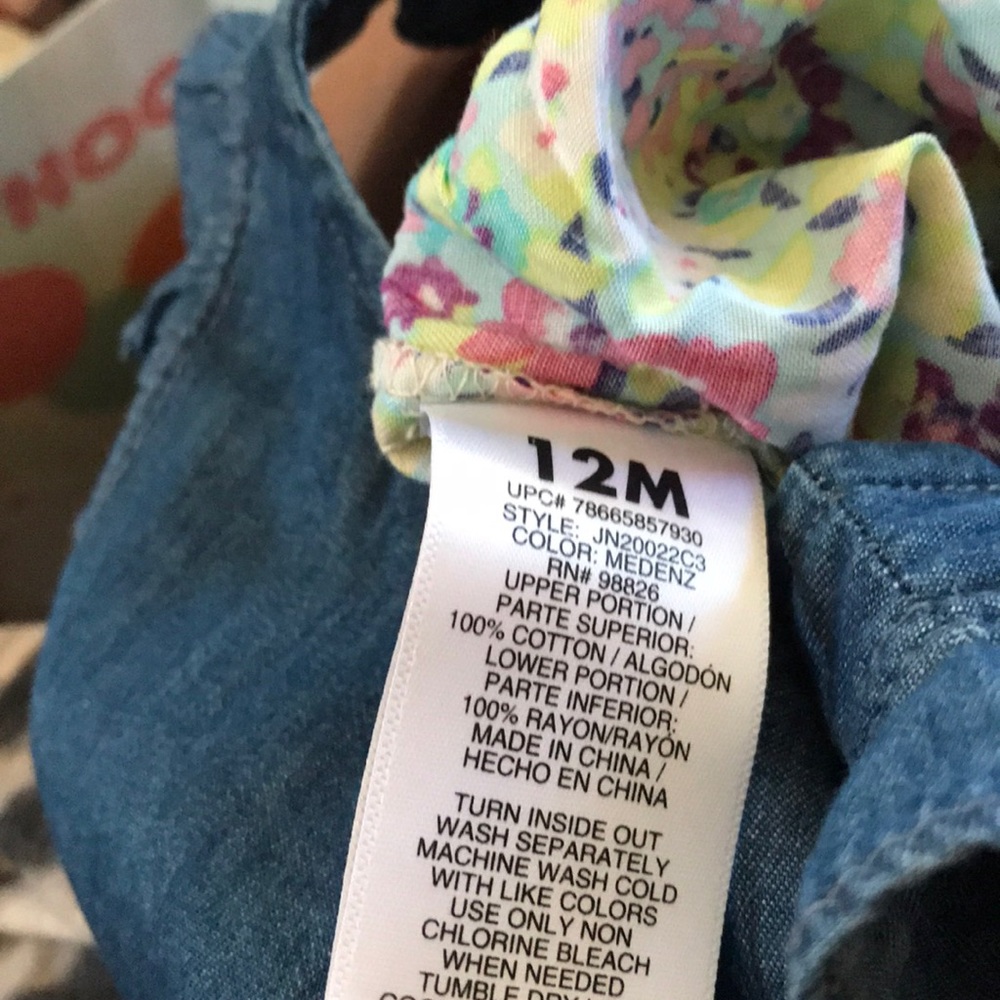 12M
UPC# 78665857930
STYLE: JN20022C3
COLOR: MEDENZ
RN# 98826
UPPER PORTION /
PARTE SUPERIOR:
100% COTTON / ALGODÓN
LOWER PORTION /
PARTE INFERIOR:
100% RAYON/RAYÓN
MADE IN CHINA /
HECHO EN CHINA
TURN INSIDE OUT
WASH SEPARATELY
MACHINE WASH COLD
WITH LIKE COLORS
USE ONLY NON
CHLORINE BLEACH
WHEN NEEDED
TUMBLE DRY